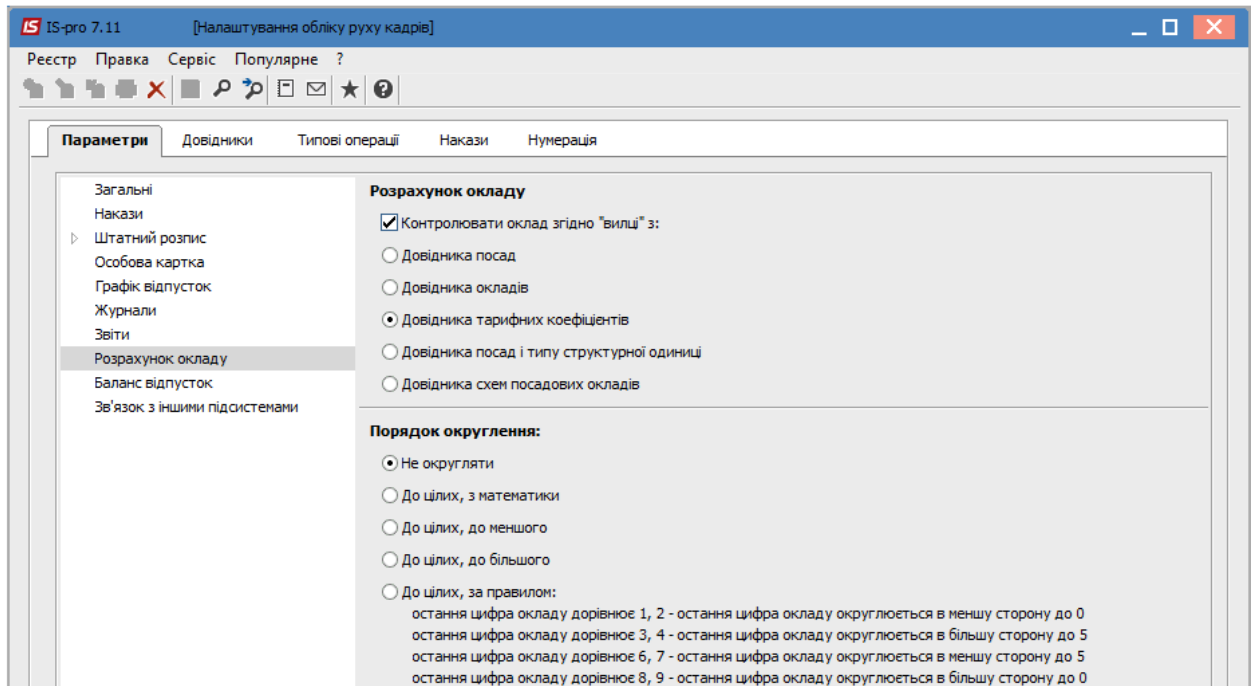 IS-pro 7.11 [Налаштування обліку руху кадрів]
Реєстр Правка Сервіс Популярне ?
Параметри Довідники Типові операції Накази Нумерація
Загальні
Накази
Штатний розпис
Особова картка
Графік відпусток
Журнали
Звіти
Розрахунок окладу
Баланс відпусток
Зв'язок з іншими підсистемами
Розрахунок окладу
Контролювати оклад згідно "вилці" з:
Довідника посад
Довідника окладів
Довідника тарифних коефіцієнтів
Довідника посад і типу структурної одиниці
Довідника схем посадових окладів
Порядок округлення:
Не округляти
До цілих, з математики
До цілих, до меншого
До цілих, до більшого
До цілих, за правилом:
остання цифра окладу дорівнює 1, 2 - остання цифра окладу округлюється в меншу сторону до 0
остання цифра окладу дорівнює 3, 4 - остання цифра окладу округлюється в більшу сторону до 5
остання цифра окладу дорівнює 6, 7 - остання цифра окладу округлюється в меншу сторону до 5
остання цифра окладу дорівнює 8, 9 - остання цифра окладу округлюється в більшу сторону до 0